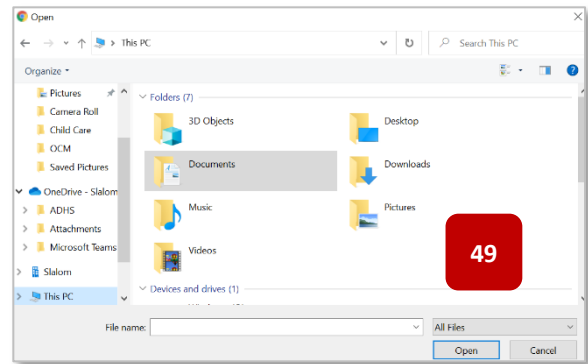 Open
This PC
Search This PC
Organize
Pictures
Camera Roll
Child Care
OCM
Saved Pictures
OneDrive - Slalom
ADHS
Attachments
Microsoft Teams
Slalom
This PC
Folders (7)
3D Objects
Desktop
Documents
Downloads
Music
Pictures
Videos
49
Devices and drives (1)
File name:
All Files
Open
Cancel